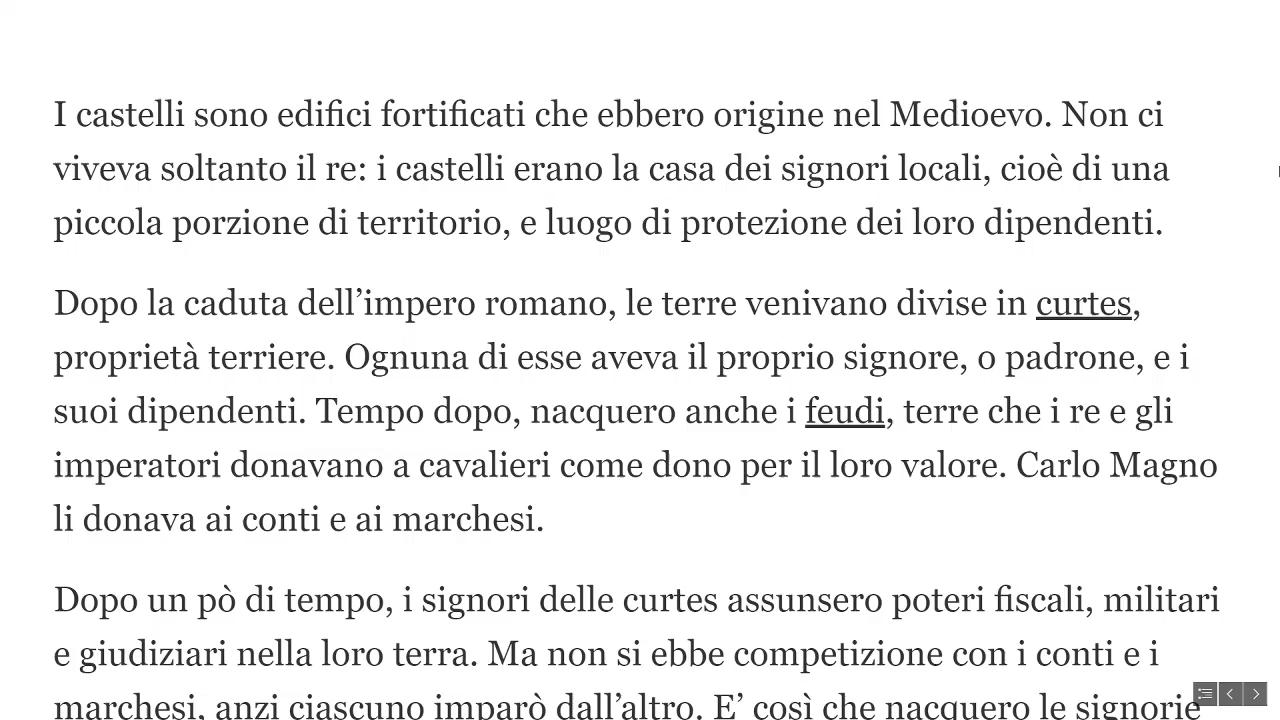 I castelli sono edifici fortificati che ebbero origine nel Medioevo. Non ci
viveva soltanto il re: i castelli erano la casa dei signori locali, cioè di una
piccola porzione di territorio, e luogo di protezione dei loro dipendenti.
Dopo la caduta dell’impero romano, le terre venivano divise in curtes,
proprietà terriere. Ognuna di esse aveva il proprio signore, o padrone, e i
suoi dipendenti. Tempo dopo, nacquero anche i feudi, terre che i re e gli
imperatori donavano a cavalieri come dono per il loro valore. Carlo Magno
li donava ai conti e ai marchesi.
Dopo un pò di tempo, i signori delle curtes assunsero poteri fiscali, militari
e giudiziari nella loro terra. Ma non si ebbe competizione con i conti e i
marchesi, anzi ciascuno imparò dall’altro. E’ così che nacquero le signorie